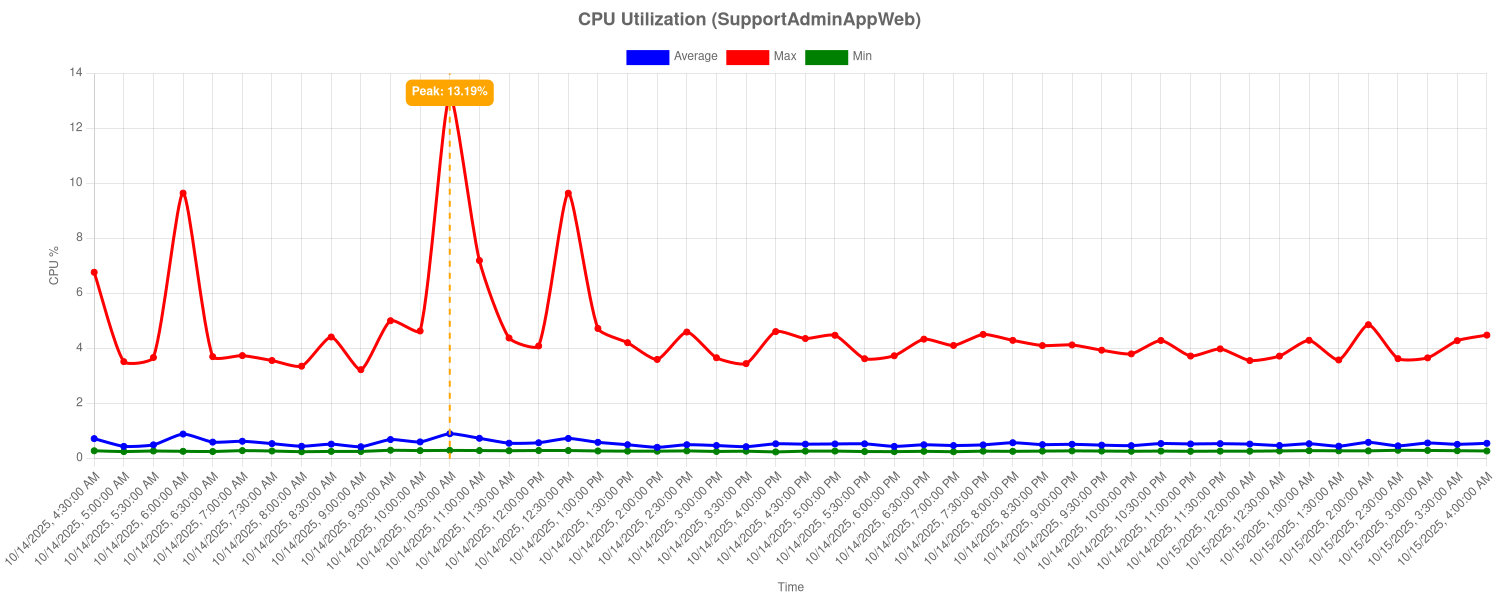 CPU Utilization (SupportAdminAppWeb)
Average
Max
Min
Peak: 13.19%
14
12
10
8
6
4
2
0
CPU %
10/14/2025, 4:30:00 AM
10/14/2025, 5:00:00 AM
10/14/2025, 5:30:00 AM
10/14/2025, 6:00:00 AM
10/14/2025, 6:30:00 AM
10/14/2025, 7:00:00 AM
10/14/2025, 7:30:00 AM
10/14/2025, 8:00:00 AM
10/14/2025, 8:30:00 AM
10/14/2025, 9:00:00 AM
10/14/2025, 9:30:00 AM
10/14/2025, 10:00:00 AM
10/14/2025, 10:30:00 AM
10/14/2025, 11:00:00 AM
10/14/2025, 11:30:00 AM
10/14/2025, 12:00:00 PM
10/14/2025, 12:30:00 PM
10/14/2025, 1:00:00 PM
10/14/2025, 1:30:00 PM
10/14/2025, 2:00:00 PM
10/14/2025, 2:30:00 PM
10/14/2025, 3:00:00 PM
10/14/2025, 3:30:00 PM
10/14/2025, 4:00:00 PM
10/14/2025, 4:30:00 PM
10/14/2025, 5:00:00 PM
10/14/2025, 5:30:00 PM
10/14/2025, 6:00:00 PM
10/14/2025, 6:30:00 PM
10/14/2025, 7:00:00 PM
10/14/2025, 7:30:00 PM
10/14/2025, 8:00:00 PM
10/14/2025, 8:30:00 PM
10/14/2025, 9:00:00 PM
10/14/2025, 9:30:00 PM
10/14/2025, 10:00:00 PM
10/14/2025, 10:30:00 PM
10/14/2025, 11:00:00 PM
10/14/2025, 11:30:00 PM
10/15/2025, 12:00:00 AM
10/15/2025, 12:30:00 AM
10/15/2025, 1:00:00 AM
10/15/2025, 1:30:00 AM
10/15/2025, 2:00:00 AM
10/15/2025, 2:30:00 AM
10/15/2025, 3:00:00 AM
10/15/2025, 3:30:00 AM
10/15/2025, 4:00:00 AM
Time